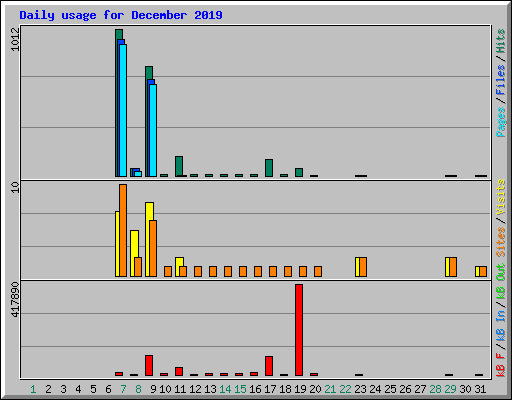 Daily usage for December 2019
1012
Pages / Files / Hits
10
Sites / Visits
417890
kB F / kB In / kB Out
1 2 3 4 5 6 7 8 9 10 11 12 13 14 15 16 17 18 19 20 21 22 23 24 25 26 27 28 29 30 31